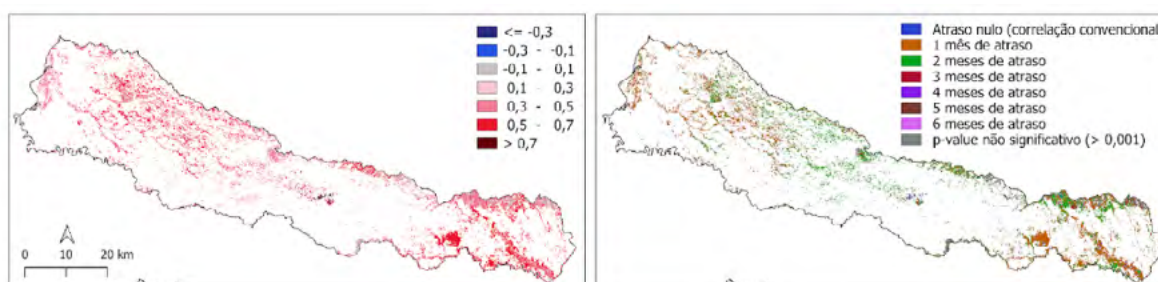 <= -0,3
-0,3 - -0,1
-0,1 - 0,1
0,1 - 0,3
0,3 - 0,5
0,5 - 0,7
> 0,7
0 10 20 km
Atraso nulo (correlação convencional
1 mês de atraso
2 meses de atraso
3 meses de atraso
4 meses de atraso
5 meses de atraso
6 meses de atraso
p-value não significativo (> 0,001)